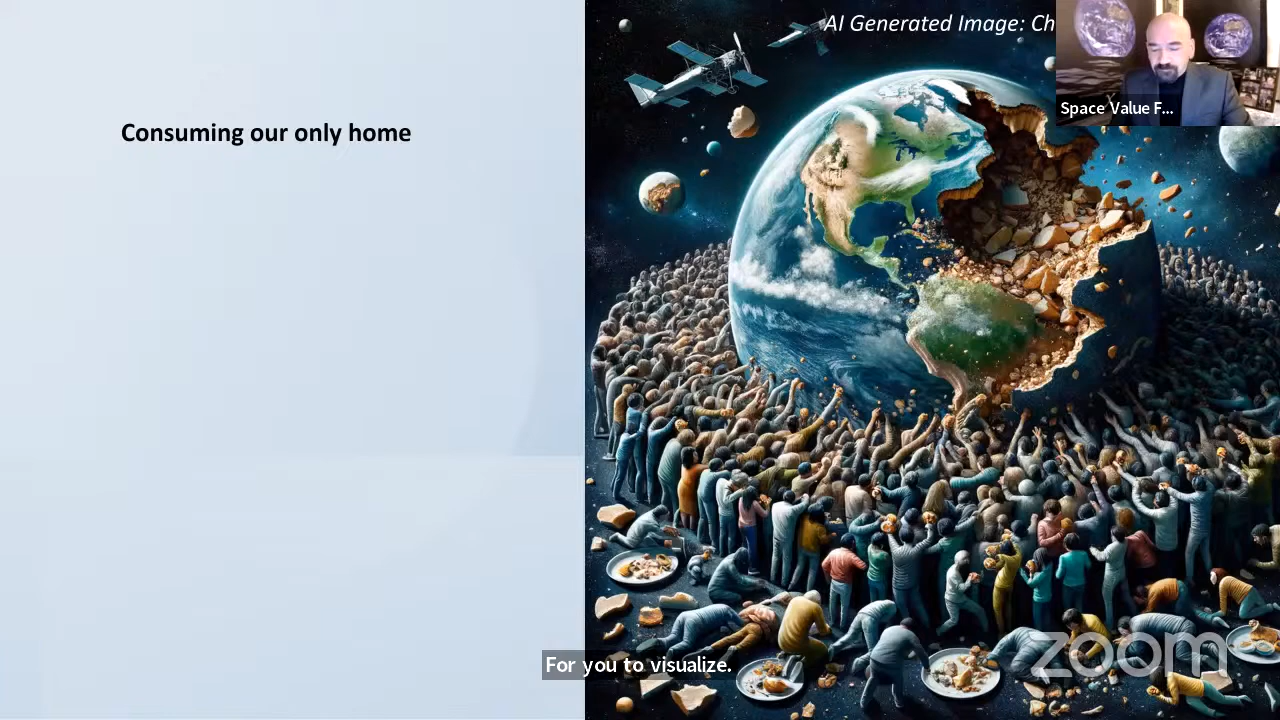 AI Generated Image: Ch
Space Value F...
Consuming our only home
For you to visualize.
zoom